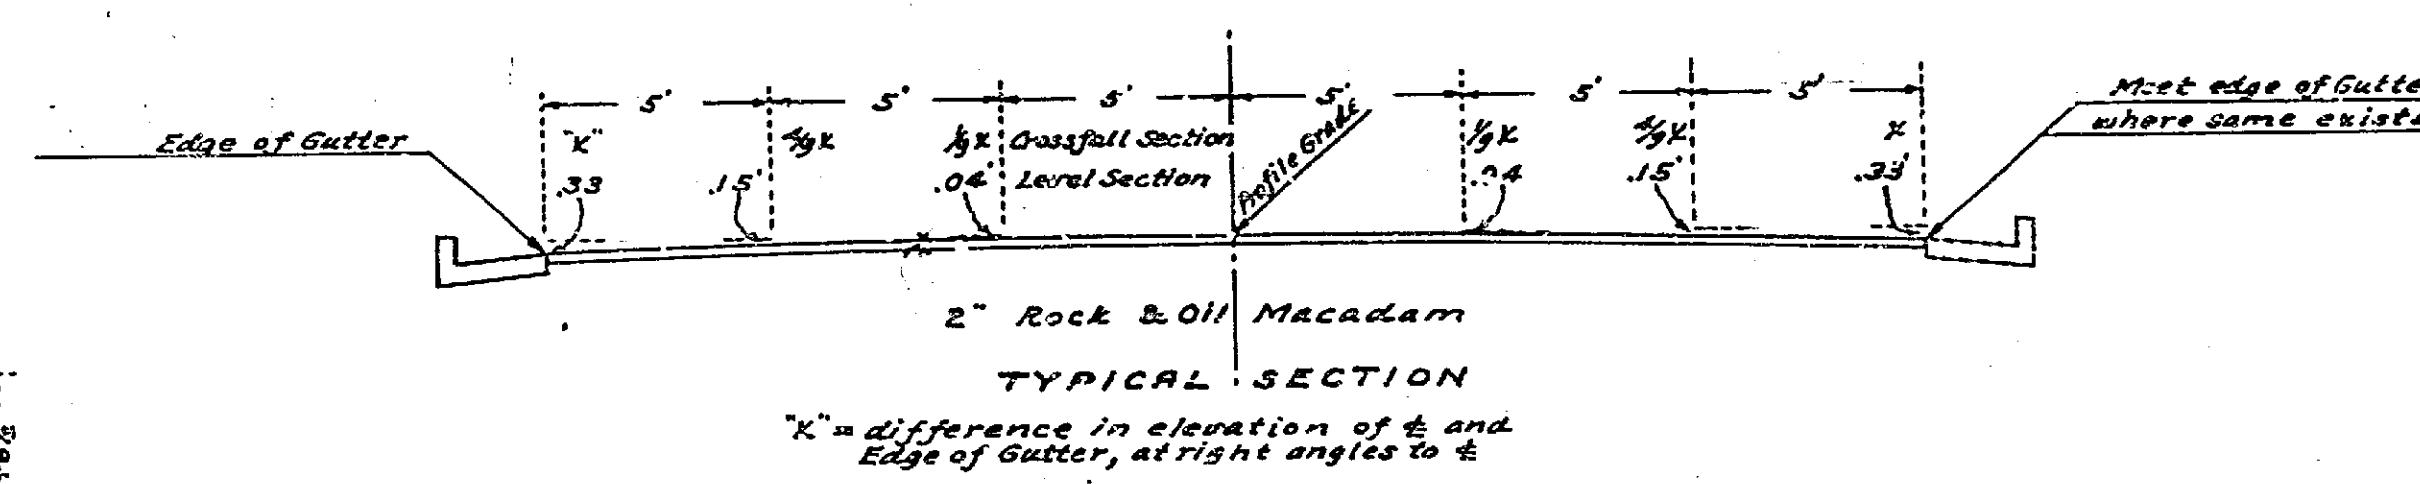 5' 5' 5' 5' 5' 5'
Edge of Gutter
"K" 4/9K 1/9K Crossfall Section 1/9K 4/9K K
.33 .15' .04' Level Section .04 .15' .33'
Profile Grade
Meet edge of Gutte
where same exists
2" Rock & Oil Macadam
TYPICAL SECTION
"K" = difference in elevation of ℄ and
Edge of Gutter, at right angles to ℄